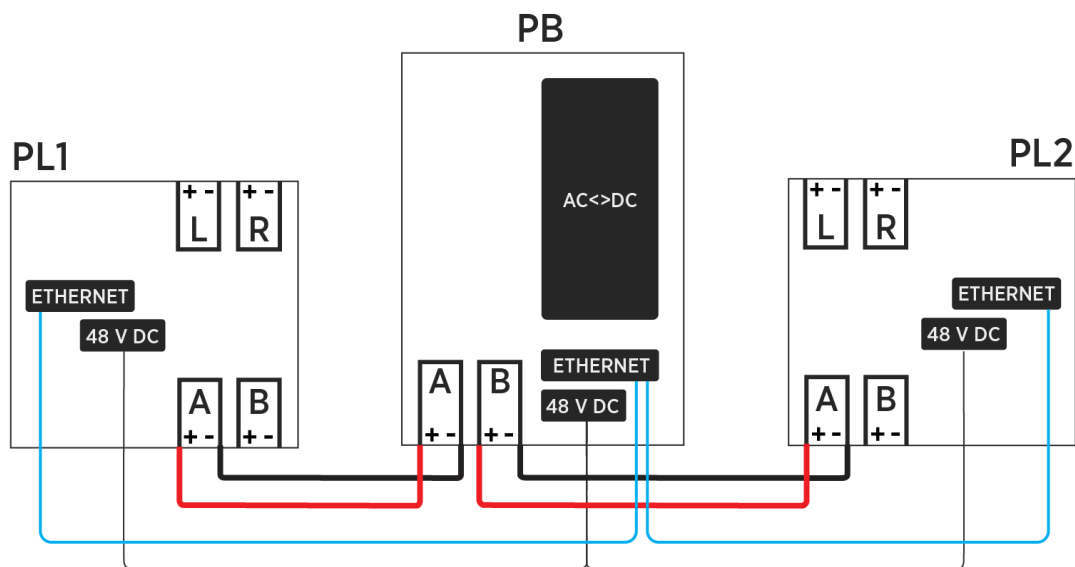 PB
PL1
PL2
+ - + -
L R
AC<>DC
+ - + -
L R
ETHERNET
48 V DC
ETHERNET
48 V DC
A B
+ - + -
A B
+ - + -
ETHERNET
48 V DC
A B
+ - + -